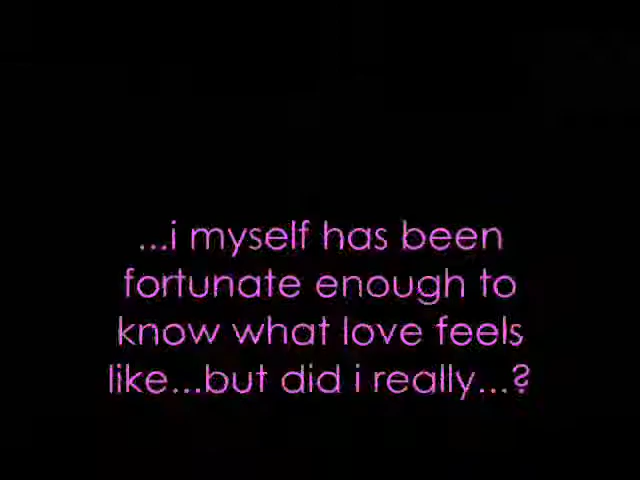 ...i myself has been
fortunate enough to
know what love feels
like...but did i really...?